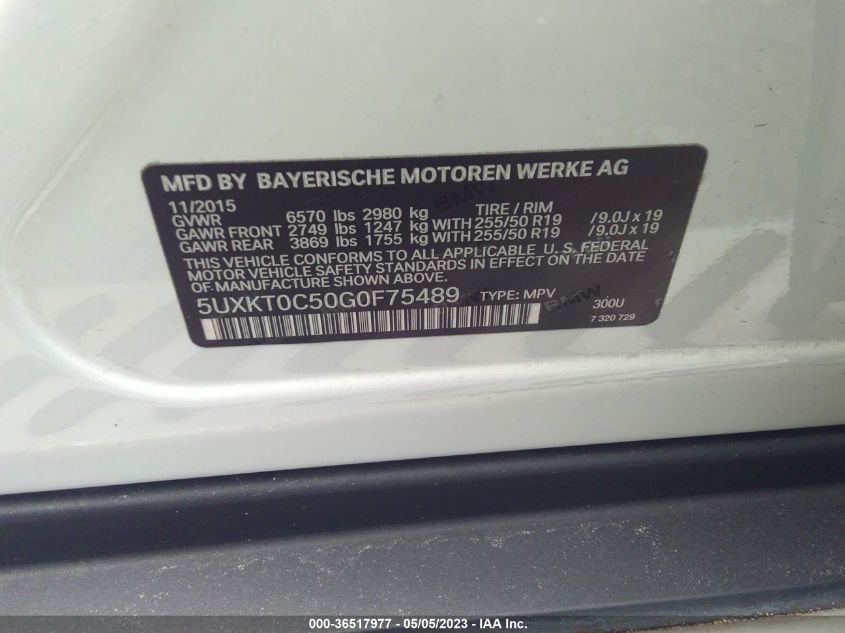 MFD BY BAYERISCHE MOTOREN WERKE AG
11/2015 TIRE / RIM
GVWR 6570 lbs 2980 kg
GAWR FRONT 2749 lbs 1247 kg WITH 255/50 R19 /9.0J x 19
GAWR REAR 3869 lbs 1755 kg WITH 255/50 R19 /9.0J x 19
THIS VEHICLE CONFORMS TO ALL APPLICABLE U. S. FEDERAL
MOTOR VEHICLE SAFETY STANDARDS IN EFFECT ON THE DATE
OF MANUFACTURE SHOWN ABOVE.
5UXKT0C50G0F75489 TYPE: MPV 300U
7 320 729
BMW
BMW
000-36517977 - 05/05/2023 - © IAA Inc.